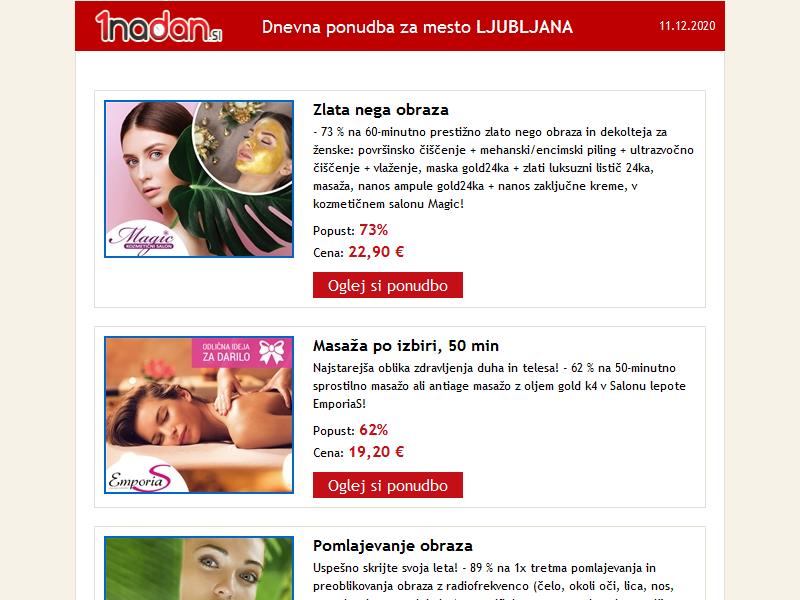 1nadan.si
Dnevna ponudba za mesto LJUBLJANA
11.12.2020
Zlata nega obraza
- 73 % na 60-minutno prestižno zlato nego obraza in dekolteja za
ženske: površinsko čiščenje + mehanski/encimski piling + ultrazvočno
čiščenje + vlaženje, maska gold24ka + zlati luksuzni listič 24ka,
masaža, nanos ampule gold24ka + nanos zaključne kreme, v
kozmetičnem salonu Magic!
Popust: 73%
Cena: 22,90 €
Oglej si ponudbo
Magic
KOZMETIČNI SALON
Masaža po izbiri, 50 min
Najstarejša oblika zdravljenja duha in telesa! - 62 % na 50-minutno
sprostilno masažo ali antiage masažo z oljem gold k4 v Salonu lepote
EmporiaS!
Popust: 62%
Cena: 19,20 €
Oglej si ponudbo
ODLIČNA IDEJA
ZA DARILO
EmporiaS
Pomlajevanje obraza
Uspešno skrijte svoja leta! - 89 % na 1x tretma pomlajevanja in
preoblikovanja obraza z radiofrekvenco (čelo, okoli oči, lica, nos,